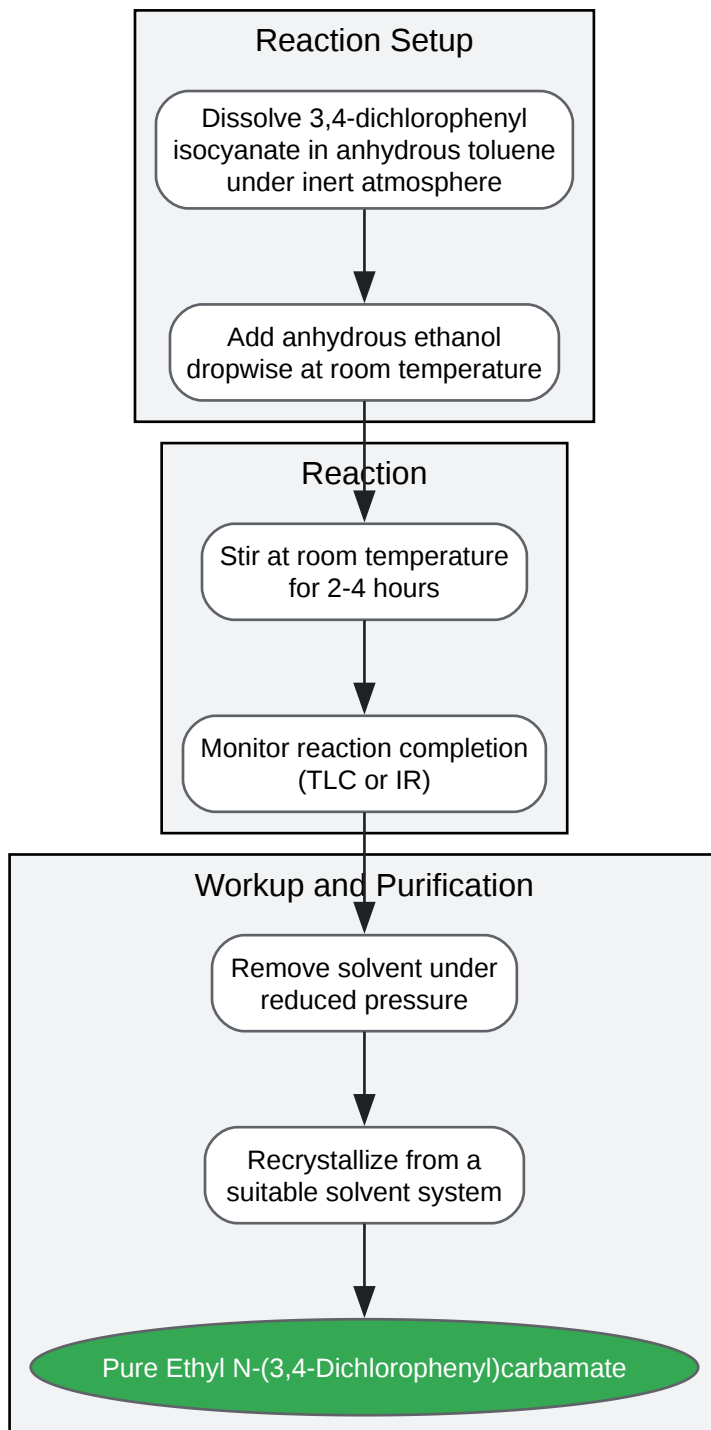 Reaction Setup
Dissolve 3,4-dichlorophenyl
isocyanate in anhydrous toluene
under inert atmosphere
Add anhydrous ethanol
dropwise at room temperature
Reaction
Stir at room temperature
for 2-4 hours
Monitor reaction completion
(TLC or IR)
Workup and Purification
Remove solvent under
reduced pressure
Recrystallize from a
suitable solvent system
Pure Ethyl N-(3,4-Dichlorophenyl)carbamate